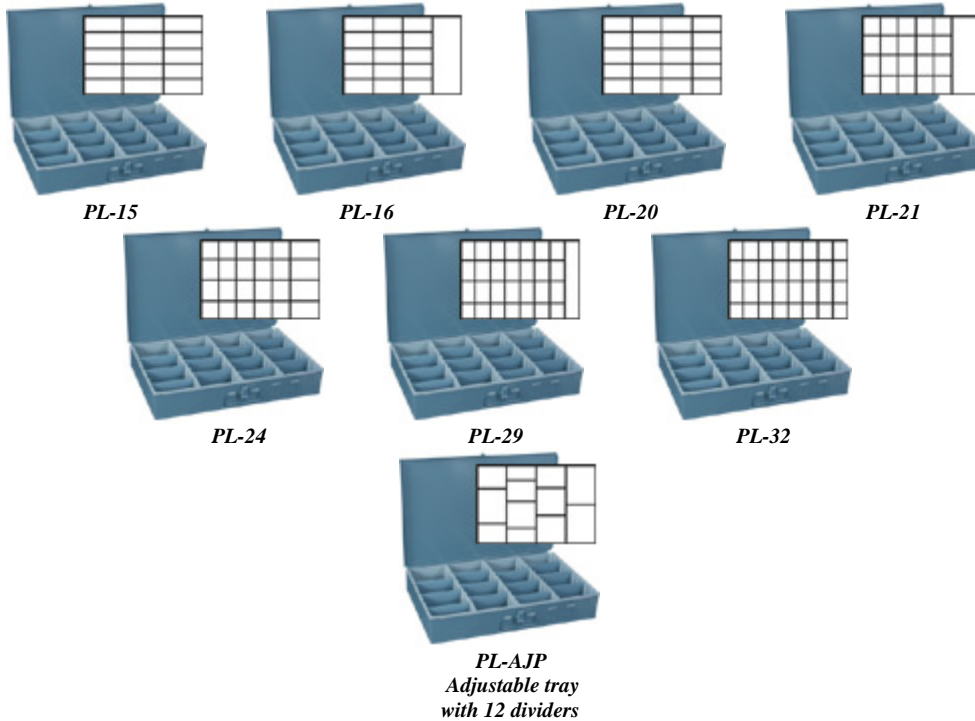 PL-15
PL-16
PL-20
PL-21
PL-24
PL-29
PL-32
PL-AJP
Adjustable tray
with 12 dividers